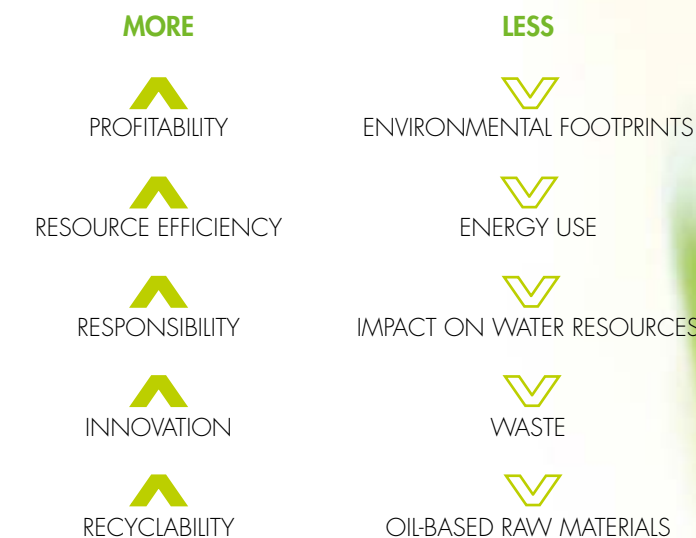 MORE
LESS
PROFITABILITY
ENVIRONMENTAL FOOTPRINTS
RESOURCE EFFICIENCY
ENERGY USE
RESPONSIBILITY
IMPACT ON WATER RESOURCES
INNOVATION
WASTE
RECYCLABILITY
OIL-BASED RAW MATERIALS